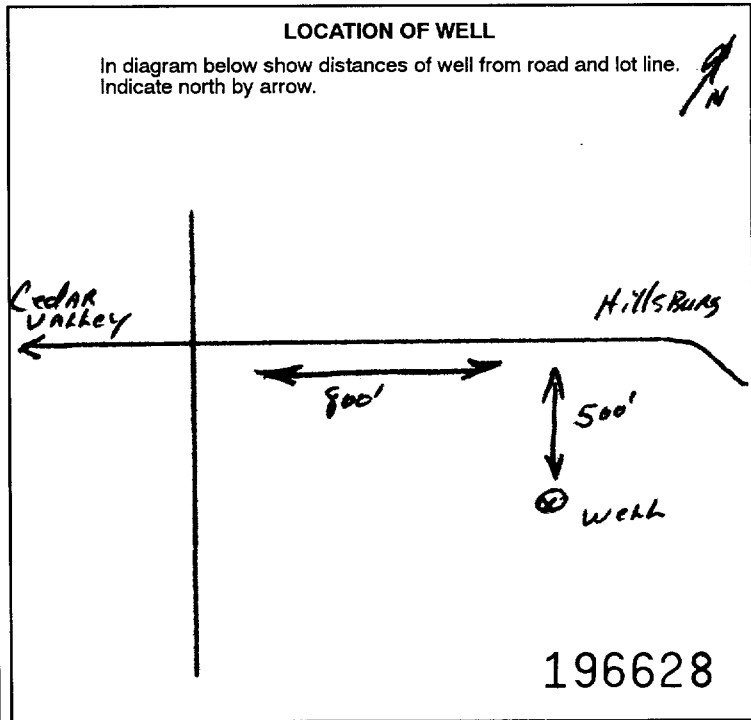 LOCATION OF WELL
In diagram below show distances of well from road and lot line.
Indicate north by arrow.
N
Cedar
Valley
HillsBurg
800'
500'
Well
196628